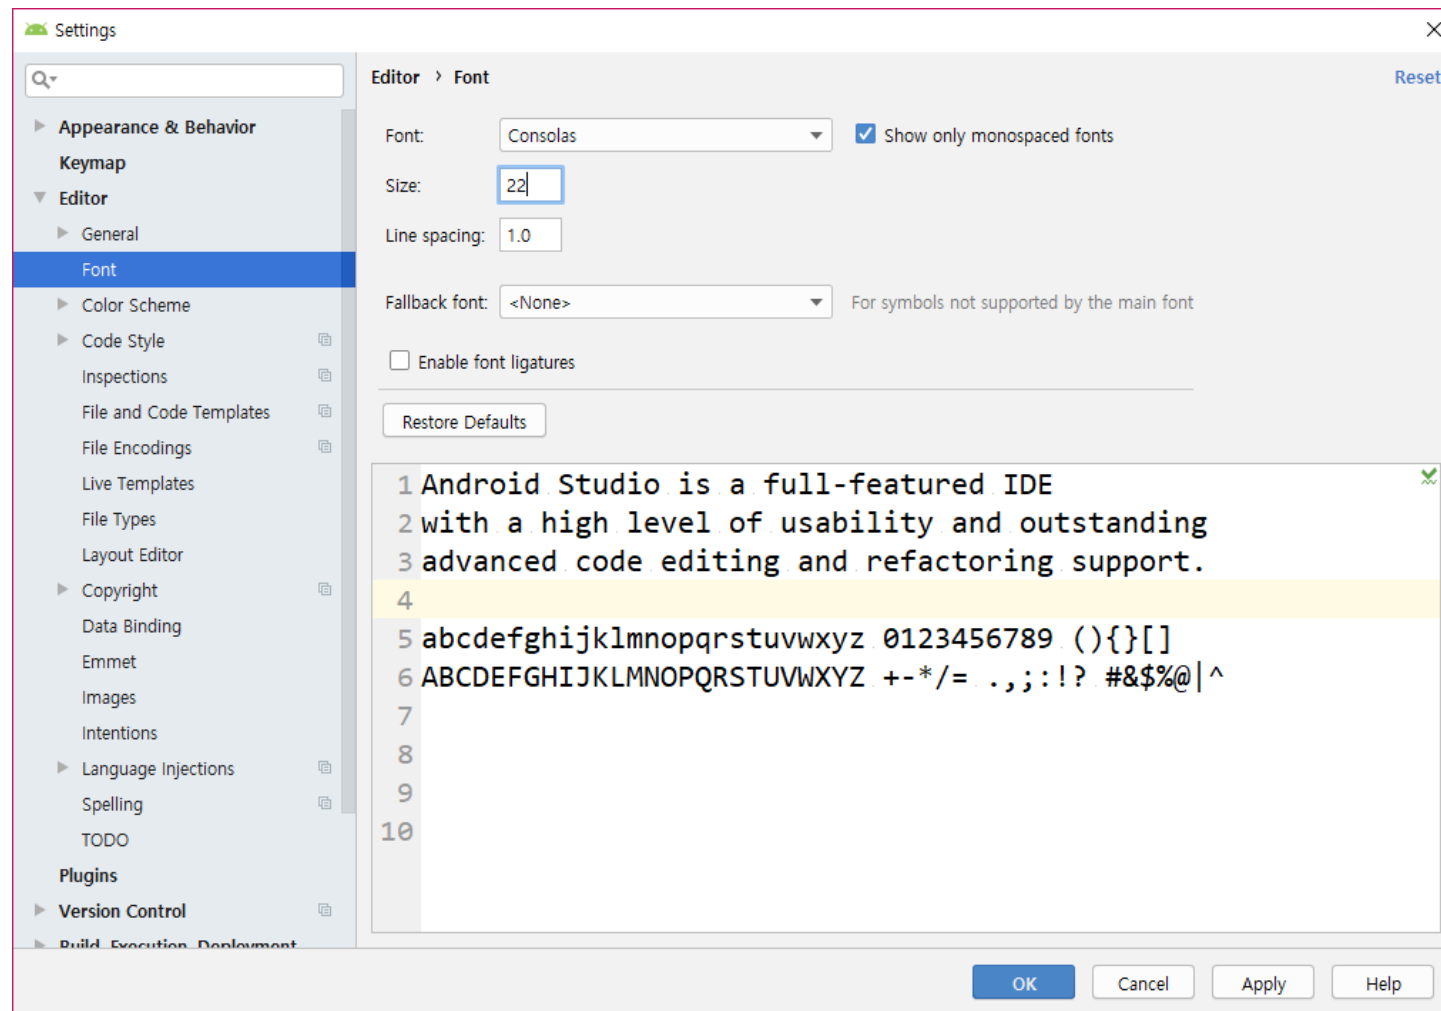 Settings
Appearance & Behavior
Keymap
Editor
General
Font
Color Scheme
Code Style
Inspections
File and Code Templates
File Encodings
Live Templates
File Types
Layout Editor
Copyright
Data Binding
Emmet
Images
Intentions
Language Injections
Spelling
TODO
Plugins
Version Control
Build, Execution, Deployment
Editor › Font
Reset
Font: Consolas Show only monospaced fonts
Size: 22
Line spacing: 1.0
Fallback font: <None> For symbols not supported by the main font
Enable font ligatures
Restore Defaults
1 Android Studio is a full-featured IDE
2 with a high level of usability and outstanding
3 advanced code editing and refactoring support.
4
5 abcdefghijklmnopqrstuvwxyz 0123456789 (){}[]
6 ABCDEFGHIJKLMNOPQRSTUVWXYZ +-*/= .,;:!? #&$%@|^
7
8
9
10
OK Cancel Apply Help